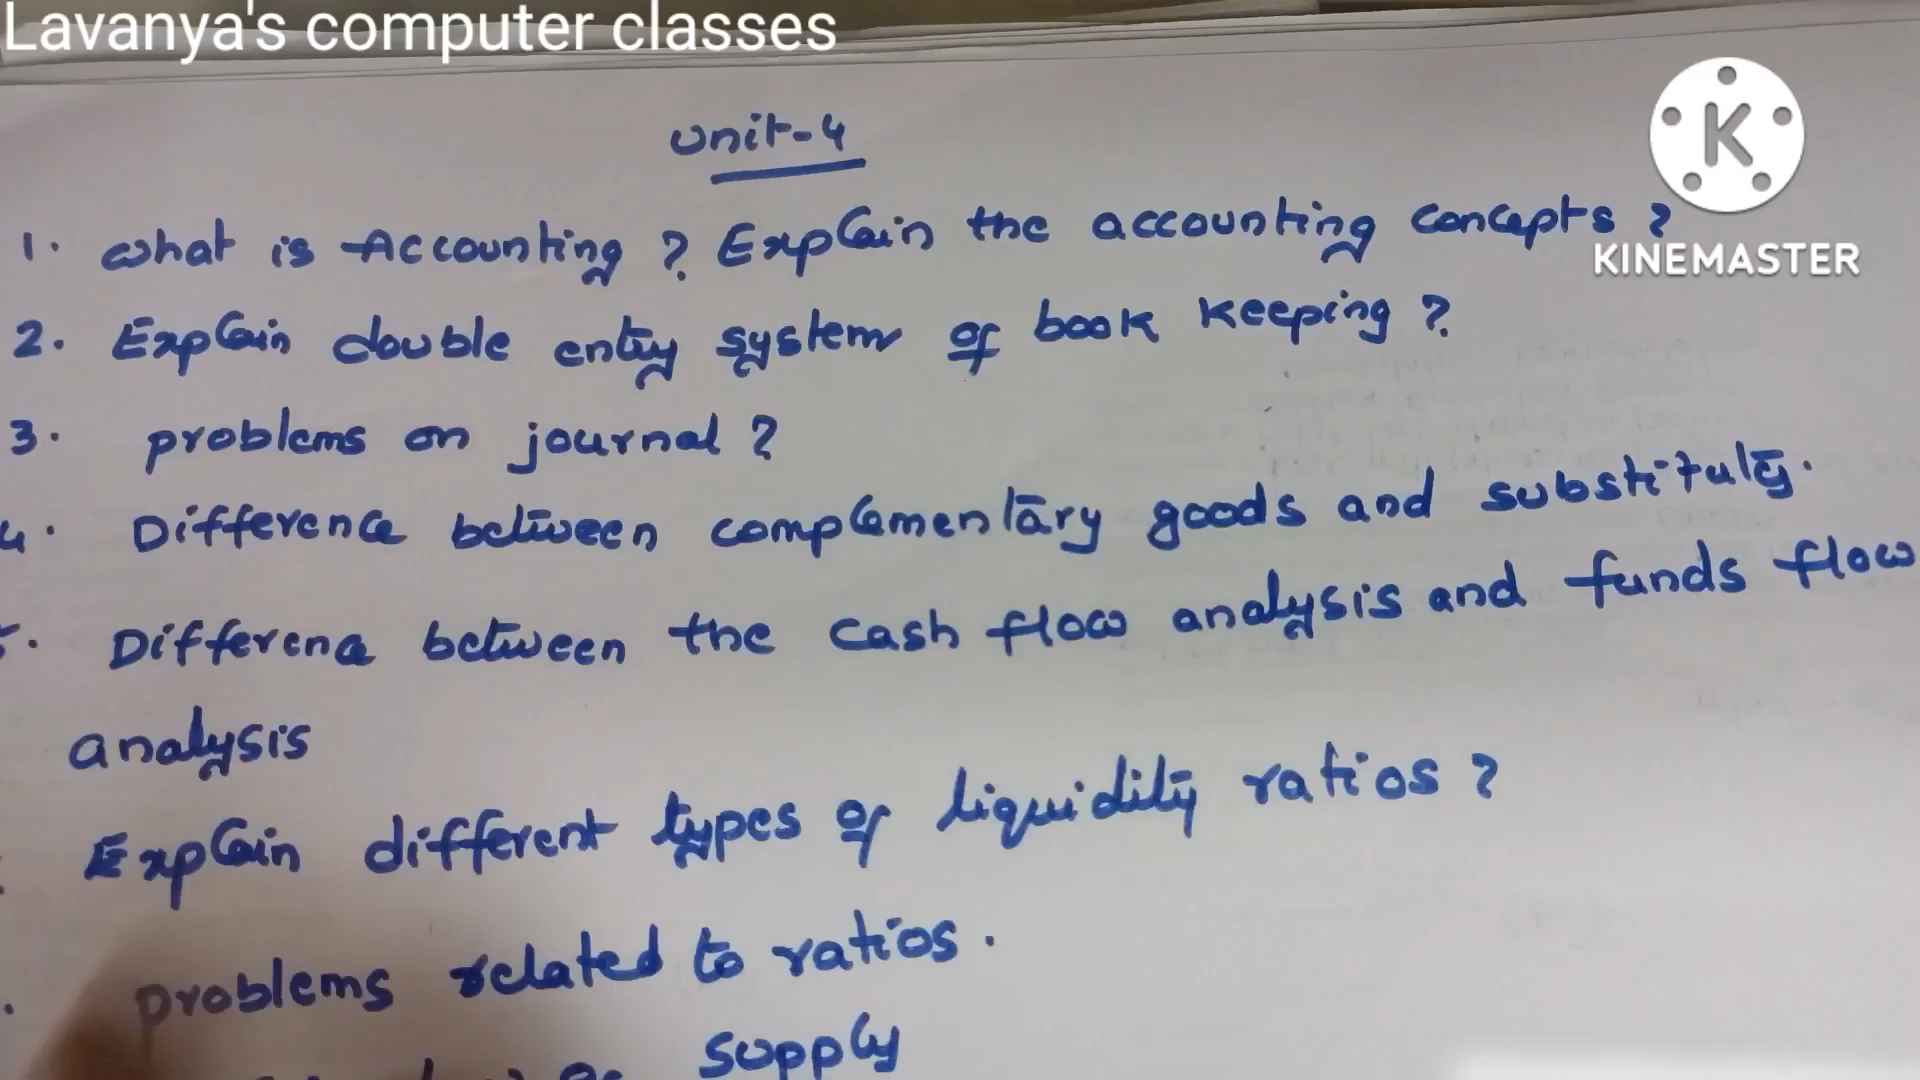 Lavanya's computer classes
K
KINEMASTER
Unit-4
1. What is Accounting? Explain the accounting concepts?
2. Explain double entry system of book keeping?
3. problems on journal?
4. Difference between complementary goods and substituty.
5. Difference between the cash flow analysis and funds flow
analysis
Explain different types of liquidity ratios?
problems related to ratios.
supply